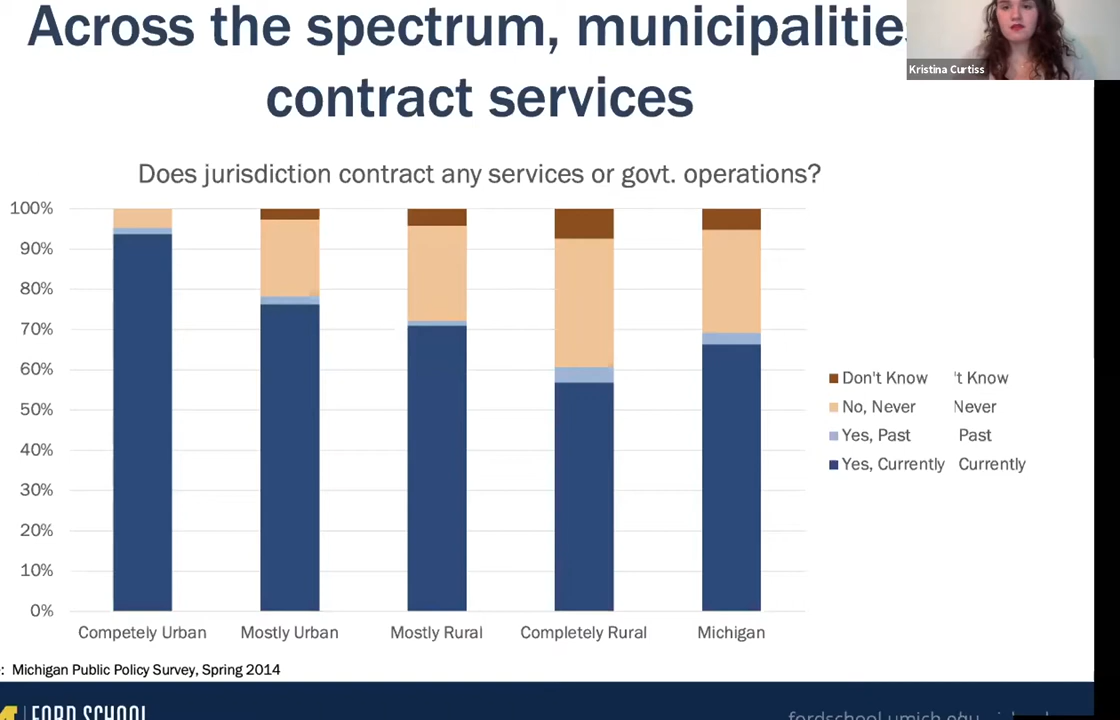 Across the spectrum, municipalities
contract services
Kristina Curtiss
Does jurisdiction contract any services or govt. operations?
100%
90%
80%
70%
60%
50%
40%
30%
20%
10%
0%
Competely Urban Mostly Urban Mostly Rural Completely Rural Michigan
Don't Know 't Know
No, Never Never
Yes, Past Past
Yes, Currently Currently
: Michigan Public Policy Survey, Spring 2014
FORD SCHOOL